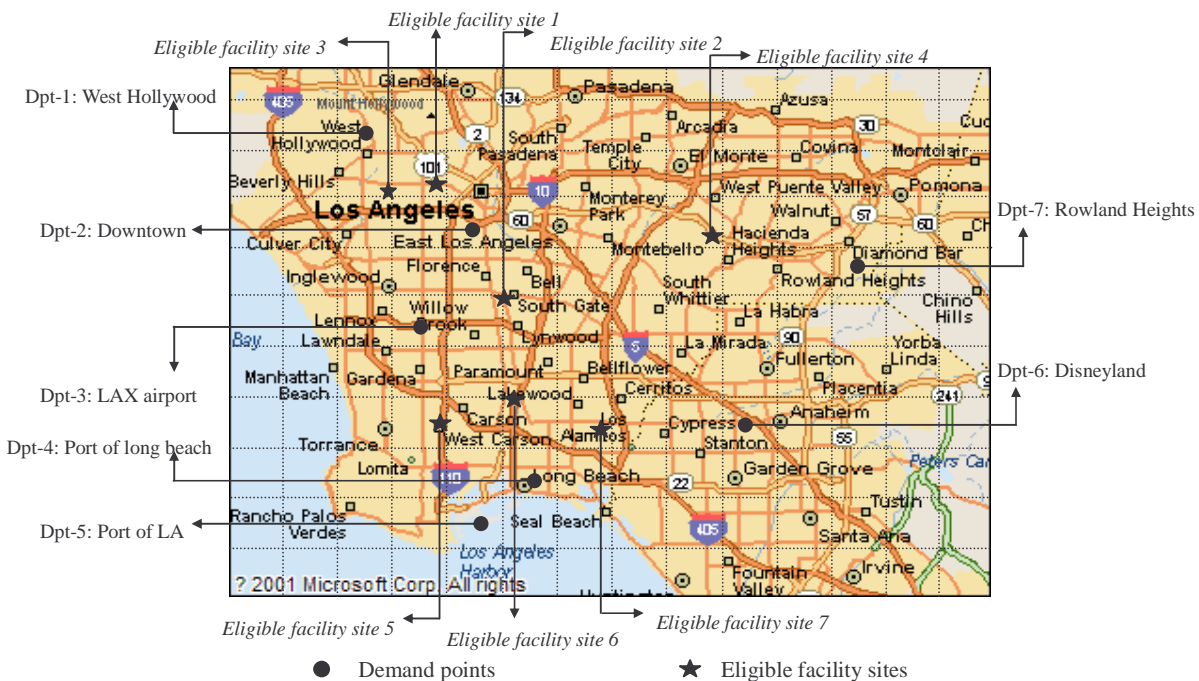 Eligible facility site 1
Eligible facility site 3
Eligible facility site 2
Eligible facility site 4
Dpt-1: West Hollywood
Dpt-2: Downtown
Dpt-3: LAX airport
Dpt-4: Port of long beach
Dpt-5: Port of LA
Dpt-7: Rowland Heights
Dpt-6: Disneyland
Glendale
134
Pasadena
405
Mount Hollywood
Azusa
West
Hollywood
2
South
Pasadena
Arcadia
30
Temple
City
Covina
Montclair
101
El Monte
Beverly Hills
10
West Puente Valley
Pomona
Monterey
Park
Los Angeles
60
Walnut
57
60
Culver City
East Los Angeles
Montebello
Hacienda
Heights
Diamond Bar
Inglewood
Florence
Bell
South
Whittier
Rowland Heights
Chino
Hills
Willow
Brook
South Gate
La Habra
Lennox
Lawndale
Lynwood
Bay
5
La Mirada
90
Yorba
Linda
Fullerton
Manhattan
Beach
Gardena
Paramount
Bellflower
Cerritos
Placentia
241
Lakewood
Carson
Los
Alamitos
Cypress
Anaheim
Torrance
West Carson
Stanton
55
Lomita
110
Long Beach
Garden Grove
22
Rancho Palos
Verdes
Seal Beach
405
Tustin
Santa Ana
Los Angeles
Harbor
Fountain
Valley
Irvine
? 2001 Microsoft Corp. All rights
Eligible facility site 5
Eligible facility site 6
Eligible facility site 7
Demand points
Eligible facility sites